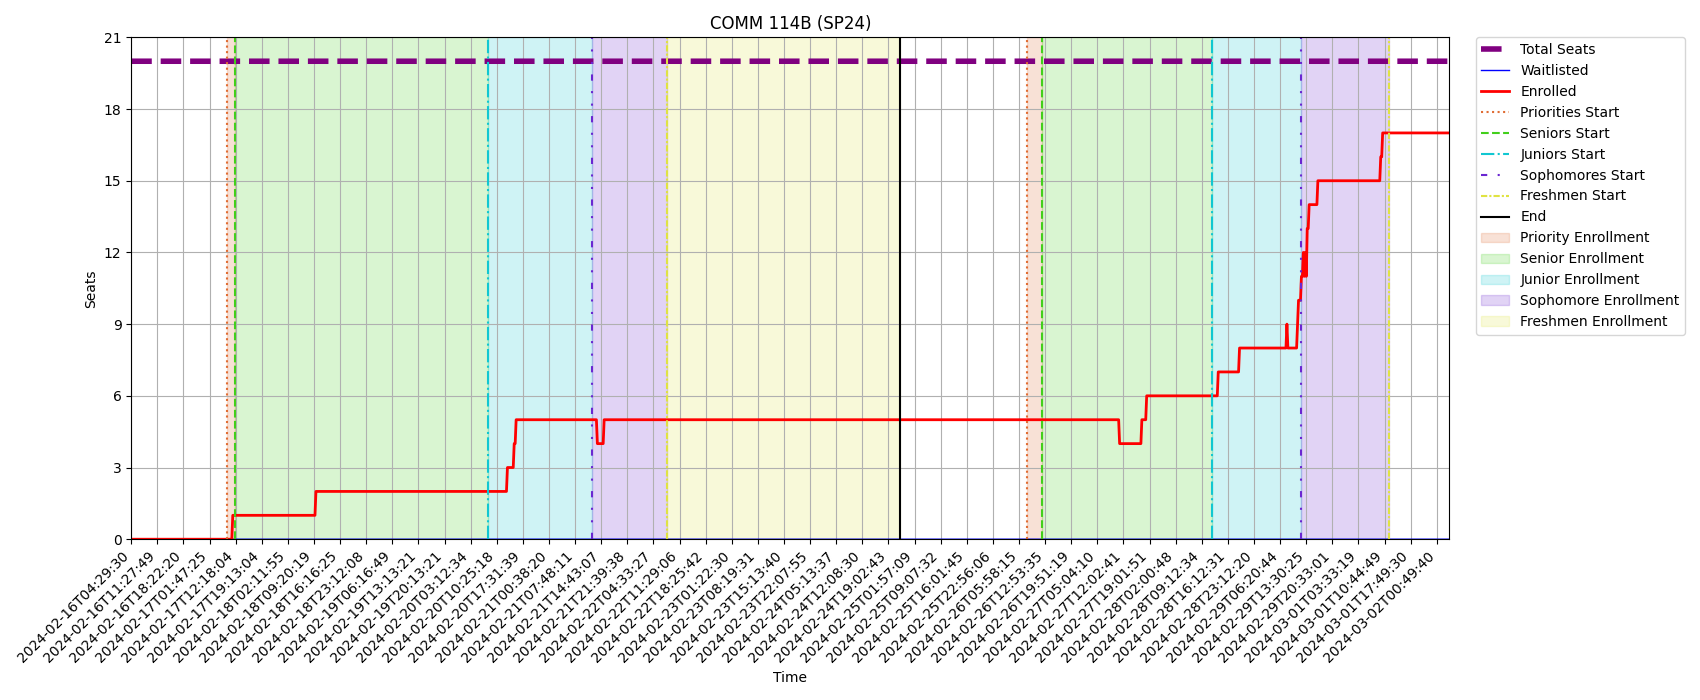 COMM 114B (SP24)
21
18
15
12
9
6
3
0
Seats
2024-02-16T04:29:30
2024-02-16T11:27:49
2024-02-16T18:22:20
2024-02-17T01:47:25
2024-02-17T12:18:04
2024-02-17T19:13:04
2024-02-18T02:11:55
2024-02-18T09:20:19
2024-02-18T16:16:25
2024-02-18T23:12:08
2024-02-19T06:16:49
2024-02-19T13:13:21
2024-02-19T20:13:21
2024-02-20T03:12:34
2024-02-20T10:25:18
2024-02-20T17:31:39
2024-02-21T00:38:20
2024-02-21T07:48:11
2024-02-21T14:43:07
2024-02-21T21:39:38
2024-02-22T04:33:27
2024-02-22T11:29:06
2024-02-22T18:25:42
2024-02-23T01:22:30
2024-02-23T08:19:31
2024-02-23T15:13:40
2024-02-23T22:07:55
2024-02-24T05:13:37
2024-02-24T12:08:30
2024-02-24T19:02:43
2024-02-25T01:57:09
2024-02-25T09:07:32
2024-02-25T16:01:45
2024-02-25T22:56:06
2024-02-26T05:58:15
2024-02-26T12:53:35
2024-02-26T19:51:19
2024-02-27T05:04:10
2024-02-27T12:02:41
2024-02-27T19:01:51
2024-02-28T02:00:48
2024-02-28T09:12:34
2024-02-28T16:12:31
2024-02-28T23:12:20
2024-02-29T06:20:44
2024-02-29T13:30:25
2024-02-29T20:33:01
2024-03-01T03:33:19
2024-03-01T10:44:49
2024-03-01T17:49:30
2024-03-02T00:49:40
Time
Total Seats
Waitlisted
Enrolled
Priorities Start
Seniors Start
Juniors Start
Sophomores Start
Freshmen Start
End
Priority Enrollment
Senior Enrollment
Junior Enrollment
Sophomore Enrollment
Freshmen Enrollment